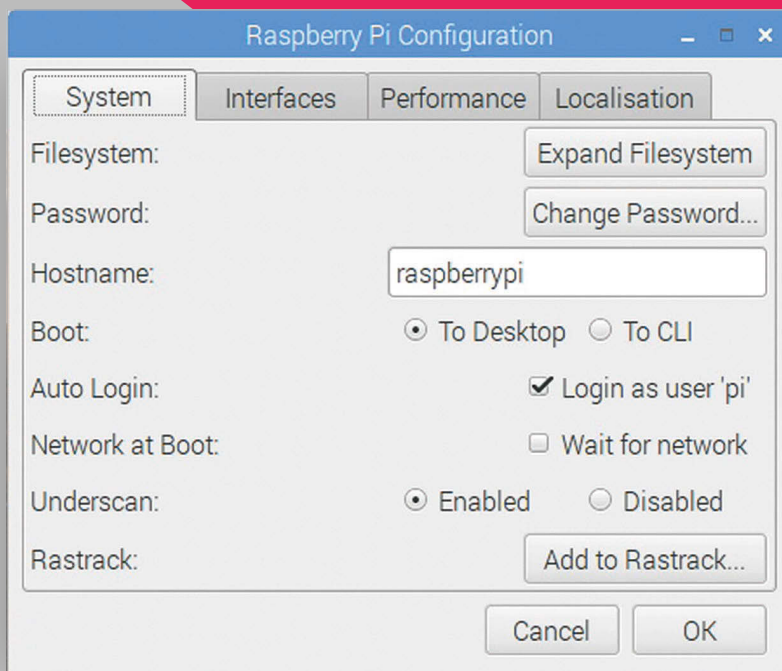 Raspberry Pi Configuration
System Interfaces Performance Localisation
Filesystem: Expand Filesystem
Password: Change Password...
Hostname: raspberrypi
Boot: To Desktop To CLI
Auto Login: Login as user 'pi'
Network at Boot: Wait for network
Underscan: Enabled Disabled
Rastrack: Add to Rastrack...
Cancel OK